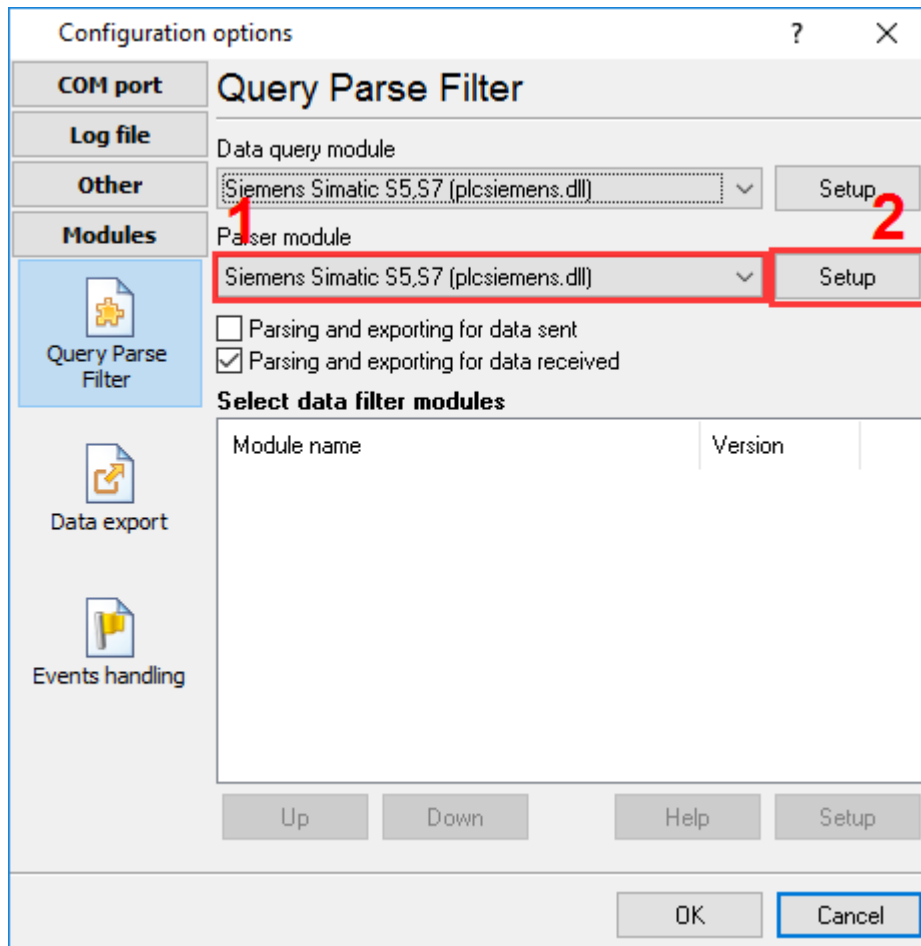 Configuration options
?
COM port
Log file
Other
Modules
Query Parse
Filter
Data export
Events handling
Query Parse Filter
Data query module
Siemens Simatic S5,S7 (plcsiemens.dll)
Setup
1
2
Parser module
Siemens Simatic S5,S7 (plcsiemens.dll)
Setup
Parsing and exporting for data sent
Parsing and exporting for data received
Select data filter modules
Module name Version
Up Down Help Setup
OK Cancel